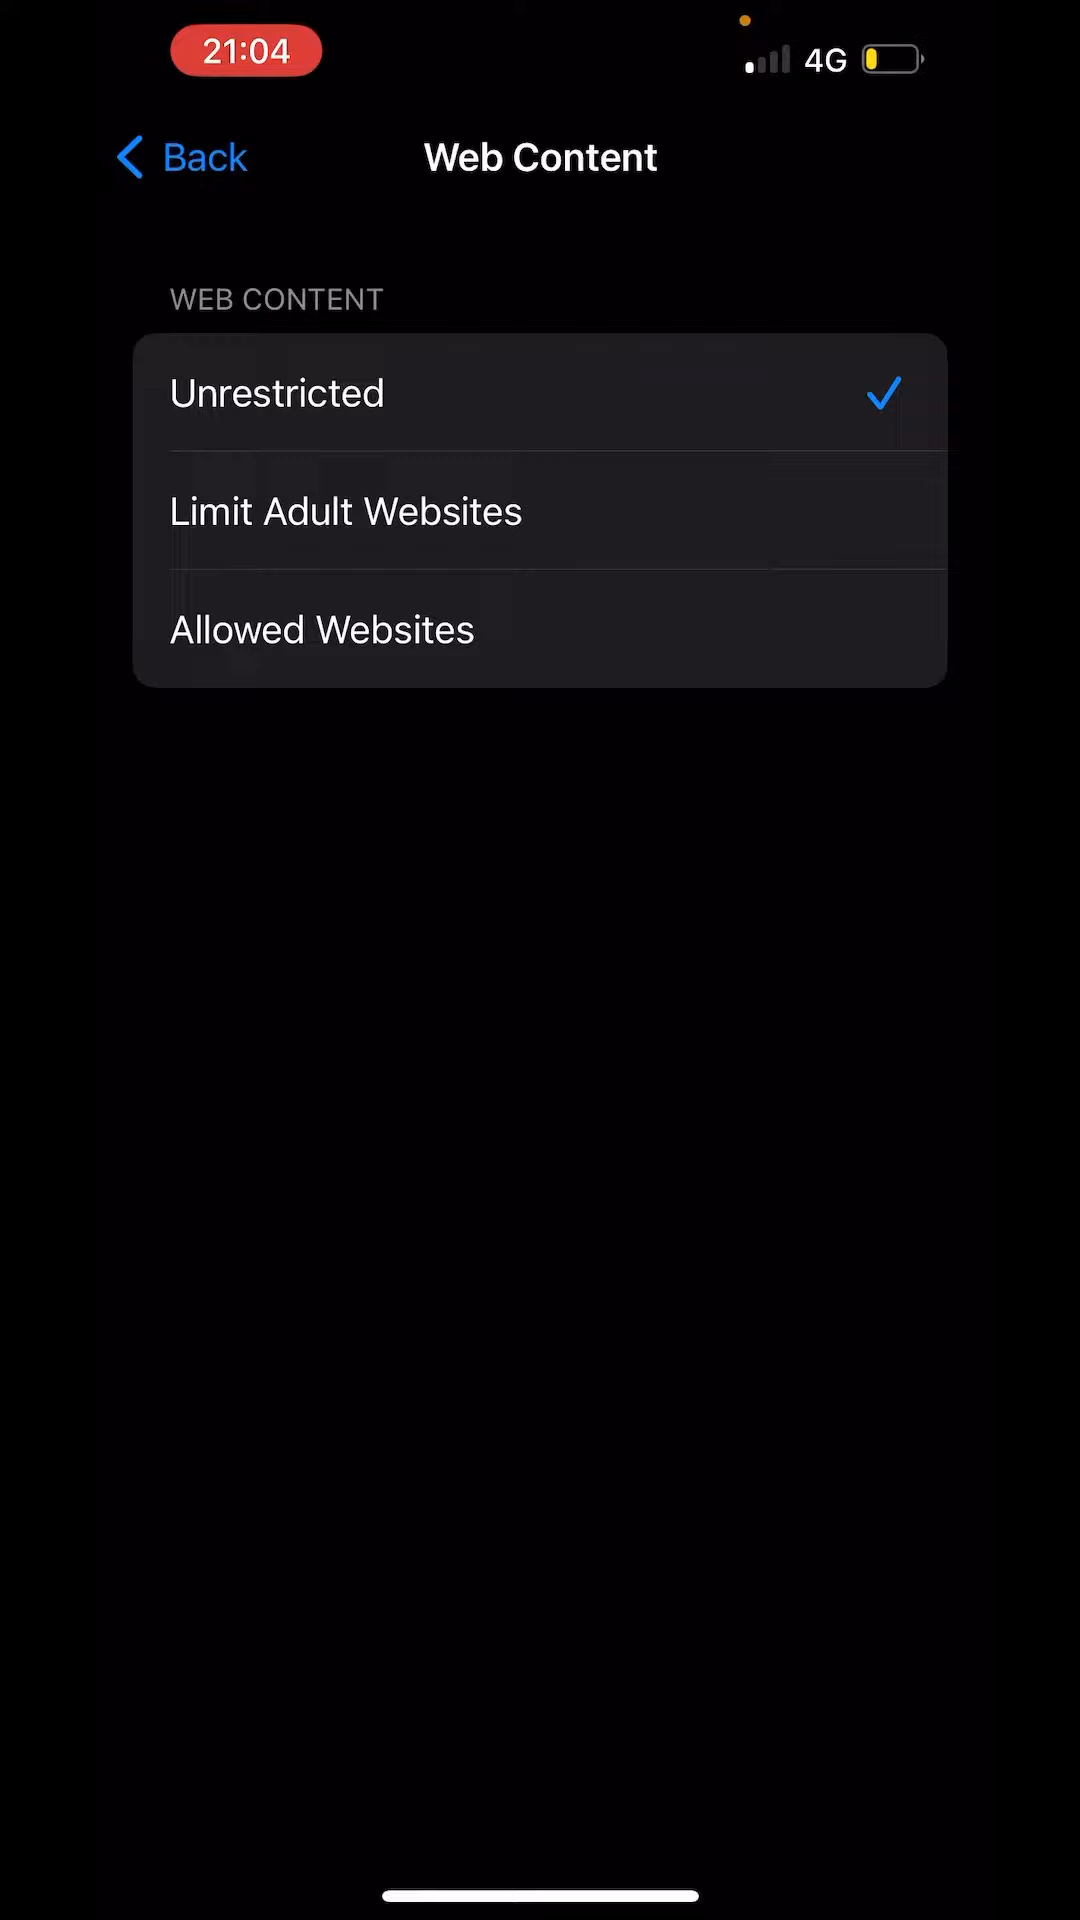 21:04
4G
Back
Web Content
WEB CONTENT
Unrestricted
Limit Adult Websites
Allowed Websites